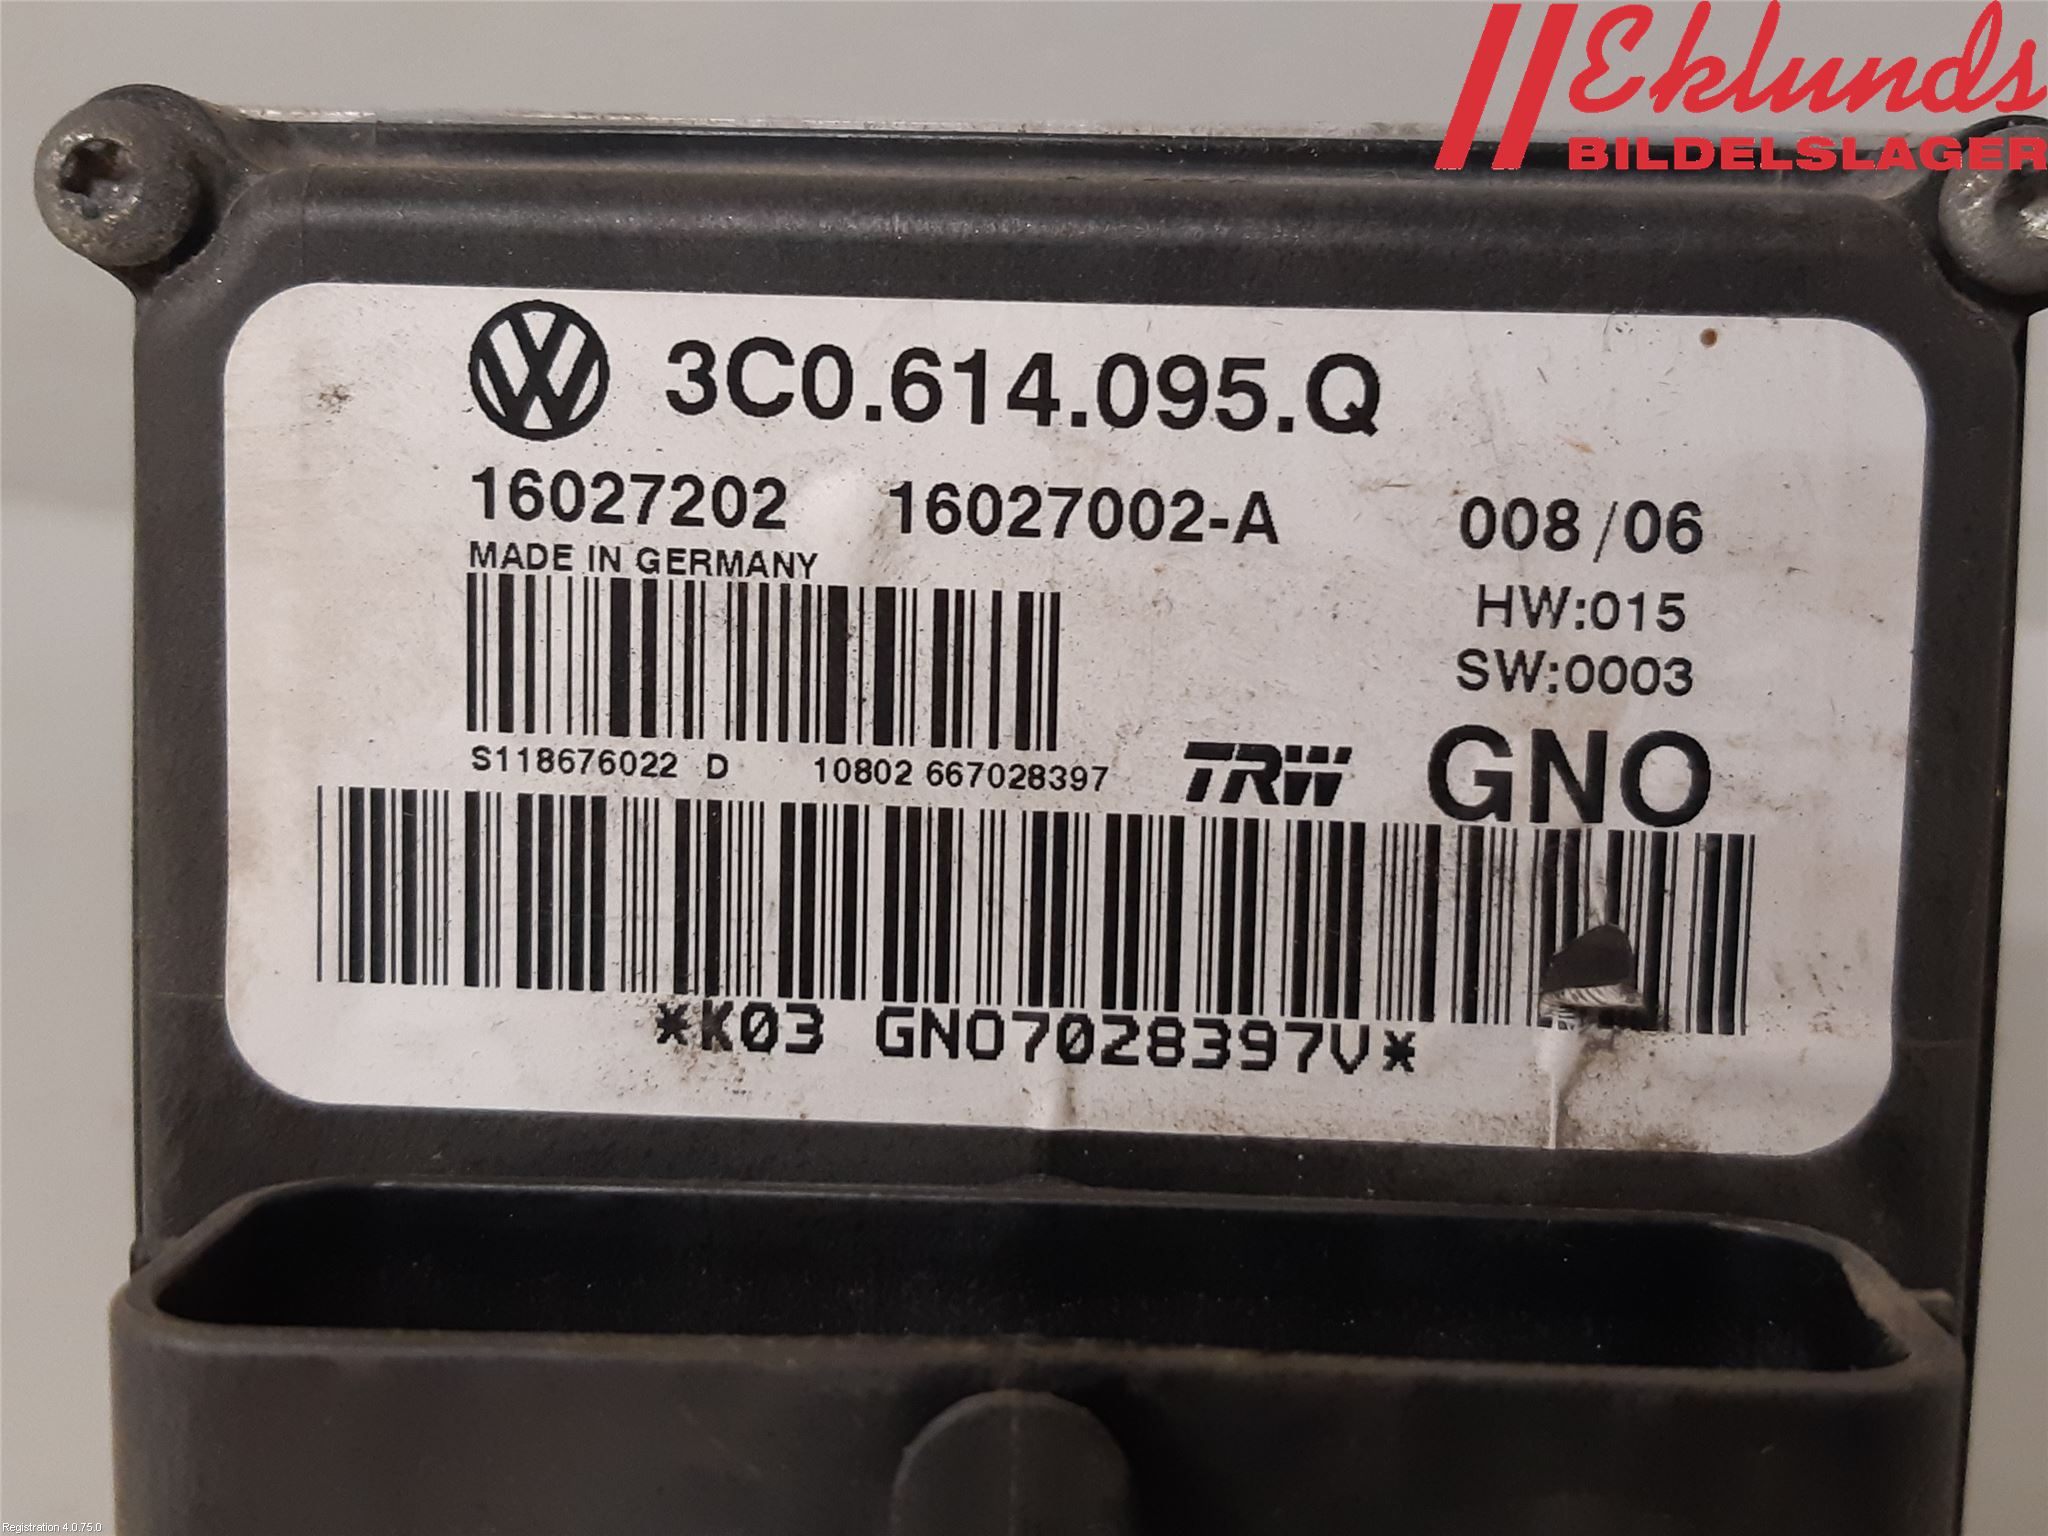 Eklunds
BILDELSLAGER
3C0.614.095.Q
16027202 16027002-A 008/06
MADE IN GERMANY
HW:015
SW:0003
S118676022 D 10802 667028397
TRW GNO
*K03 GNO7028397V*
Registration 4.0.75.0